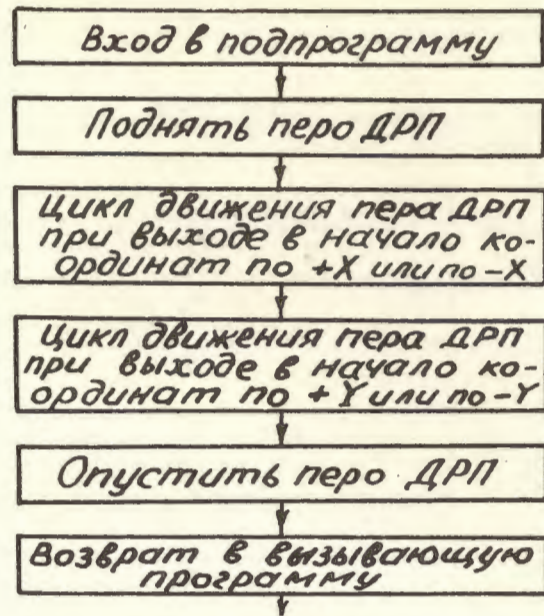 Вход в подпрограмму
Поднять перо ДРП
Цикл движения пера ДРП
при выходе в начало ко-
ординат по +X или по -X
Цикл движения пера ДРП
при выходе в начало ко-
ординат по +Y или по -Y
Опустить перо ДРП
Возврат в вызывающую
программу